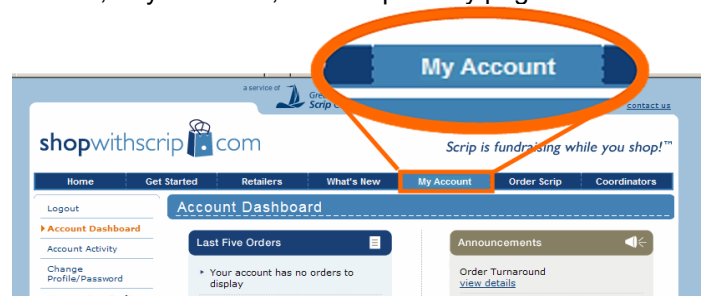 My Account
a service of
Scrip
contact us
shopwithscrip.com
Scrip is fundraising while you shop!™
Home Get Started Retailers What's New My Account Order Scrip Coordinators
Logout
Account Dashboard
Account Dashboard
Account Activity
Change
Profile/Password
Last Five Orders
Your account has no orders to
display
Announcements
Order Turnaround
view details